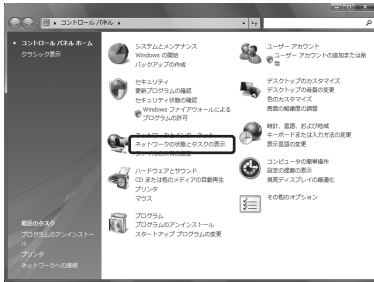 コントロール パネル
コントロール パネル ホーム
クラシック表示
システムとメンテナンス
Windows の開始
バックアップの作成
セキュリティ
更新プログラムの確認
セキュリティ状態の確認
Windows ファイアウォールによる
プログラムの許可
ネットワークとインターネット
ネットワークの状態とタスクの表示
ハードウェアとサウンド
CD または他のメディアの自動再生
プリンタ
マウス
プログラム
プログラムのアンインストール
スタートアップ プログラムの変更
ユーザー アカウント
ユーザー アカウントの追加または削
除
デスクトップのカスタマイズ
デスクトップの背景の変更
色のカスタマイズ
画面の解像度の調整
時計、言語、および地域
キーボードまたは入力方法の変更
表示言語の変更
コンピュータの簡単操作
設定の提案の表示
視覚ディスプレイの最適化
その他のオプション
最近のタスク
プログラムのアンインストー
ル
プリンタ
ネットワークへの接続